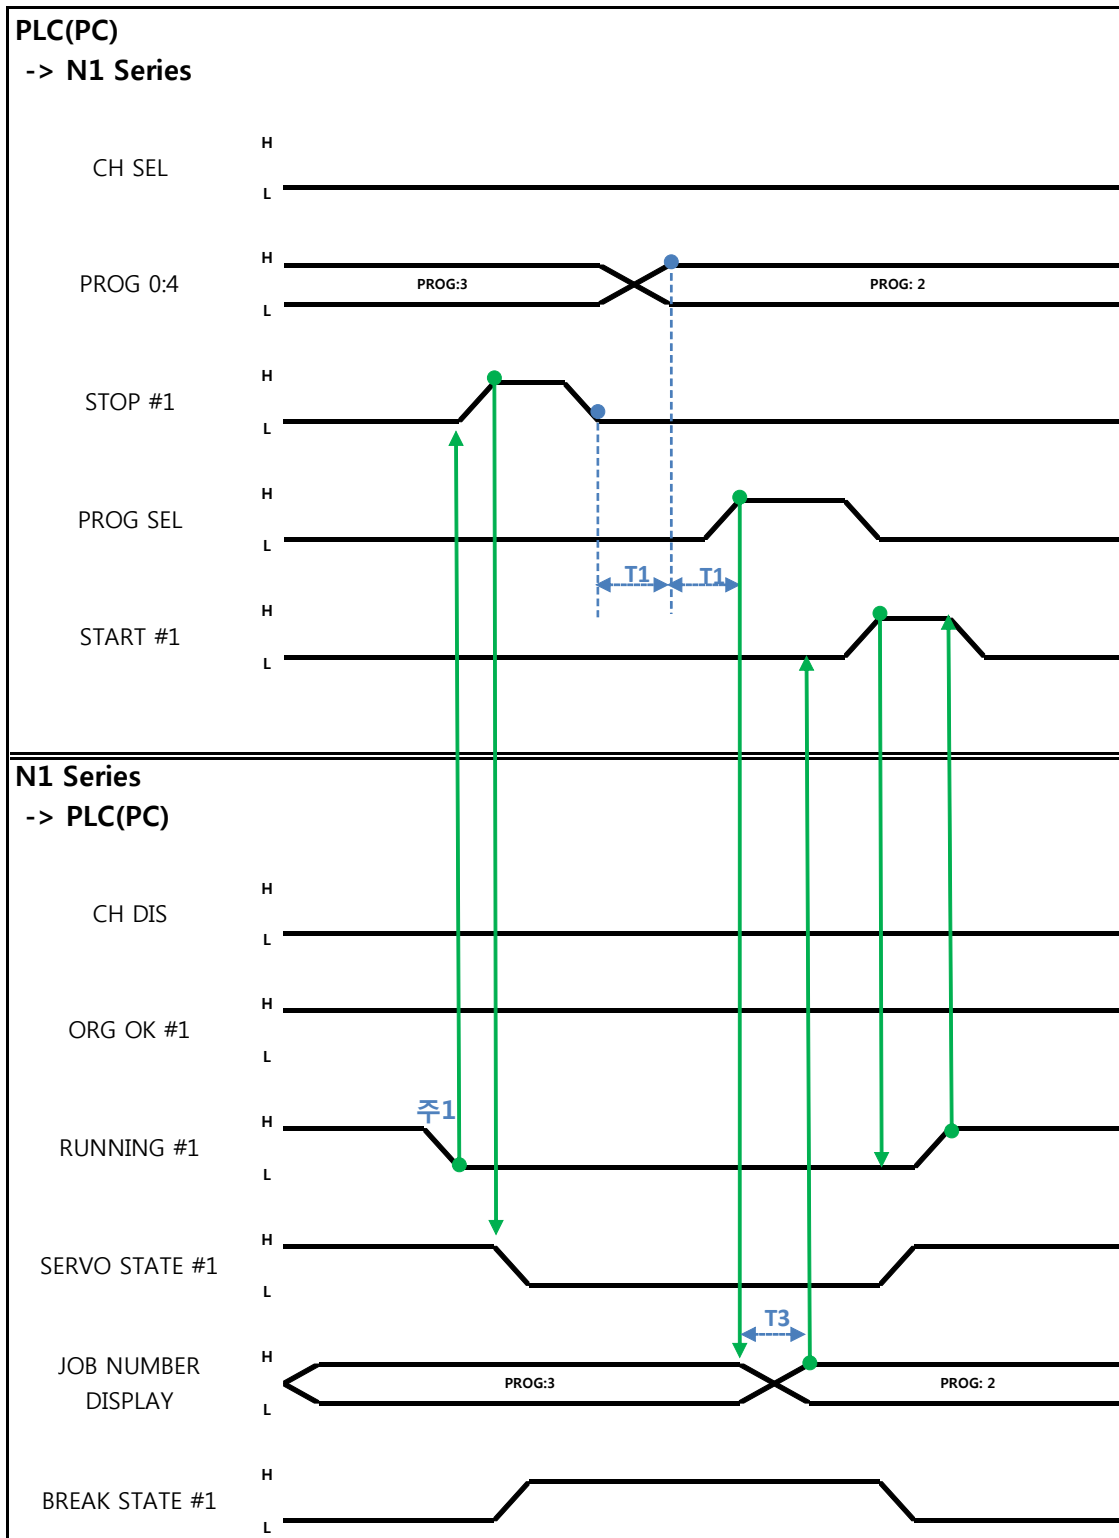 PLC(PC)
-> N1 Series
H
CH SEL
L
H
PROG 0:4
PROG:3
PROG: 2
L
H
STOP #1
L
H
PROG SEL
L
T1
T1
H
START #1
L
N1 Series
-> PLC(PC)
H
CH DIS
L
H
ORG OK #1
L
주1
H
RUNNING #1
L
H
SERVO STATE #1
L
T3
H
JOB NUMBER
DISPLAY
PROG:3
PROG: 2
L
H
BREAK STATE #1
L